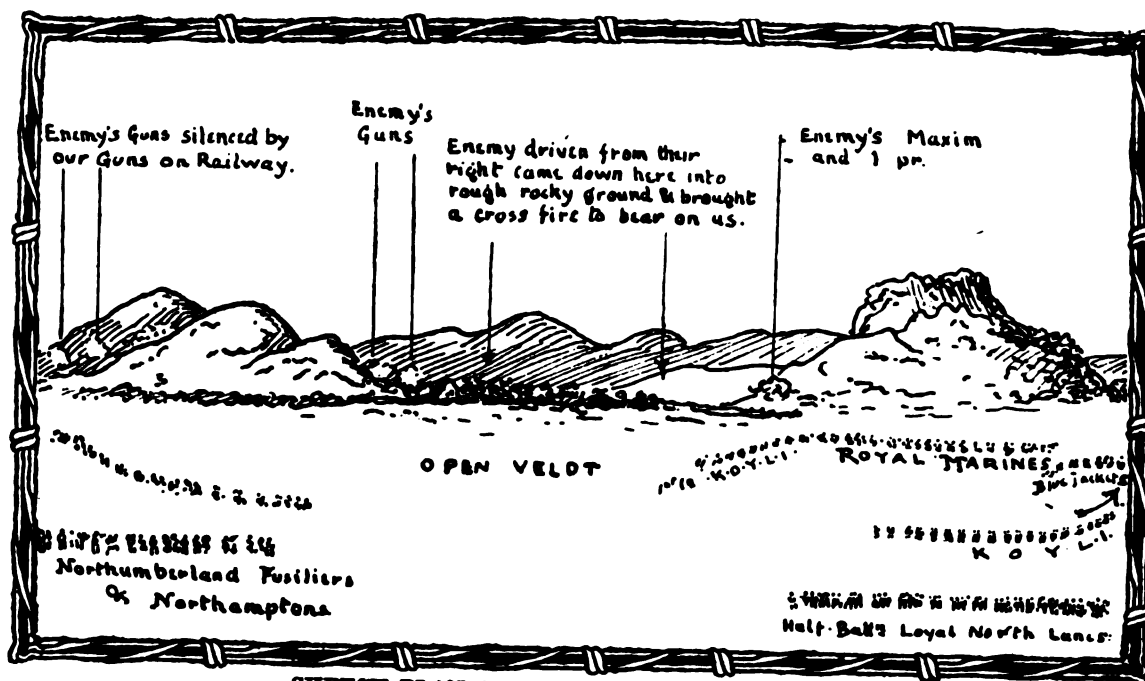 Enemy's Guns silenced by
our Guns on Railway.
Enemy's
Guns
Enemy driven from their
right came down here into
rough rocky ground & brought
a cross fire to bear on us.
Enemy's Maxim
and 1 pr.
OPEN VELDT
K.O.Y.L.I.
ROYAL MARINES
Blue jackets
K O Y L.I.
Northumberland Fusiliers
& Northamptons
Half. Batt? Loyal North Lancs: